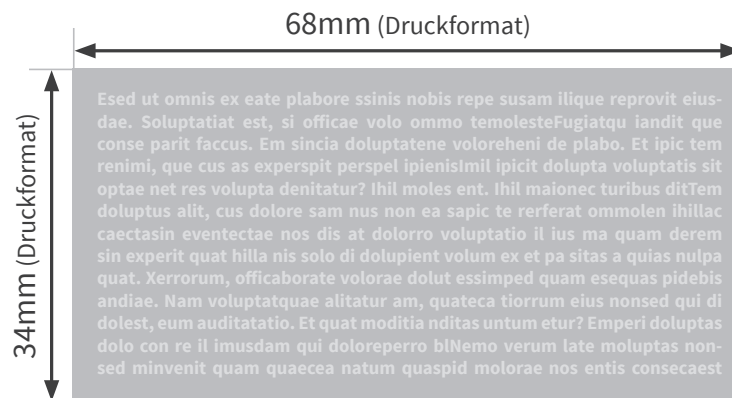 68mm (Druckformat)
34mm (Druckformat)
Esed ut omnis ex eate plabore ssinis nobis repe susam ilique reprovit eius-
dae. Soluptatiat est, si officae volo ommo temolesteFugiatqu iandit que
conse parit faccus. Em sincia doluptatene voloreheni de plabo. Et ipic tem
renimi, que cus as experspit perspel ipienisImil ipicit dolupta voluptatis sit
optae net res volupta denitatur? Ihil moles ent. Ihil maionec turibus ditTem
doluptus alit, cus dolore sam nus non ea sapic te rerferat ommolen ihillac
caectasin eventectae nos dis at dolorro voluptatio il ius ma quam derem
sin experit quat hilla nis solo di dolupient volum ex et pa sitas a quias nulpa
quat. Xerrorum, officaborate volorae dolut essimped quam esequas pidebis
andiae. Nam voluptatquae alitatur am, quateca tiorrum eius nonsed qui di
dolest, eum auditatatio. Et quat moditia nditas untum etur? Emperi doluptas
dolo con re il imusdam qui doloreperro blNemo verum late moluptas non-
sed minvenit quam quaecea natum quaspid molorae nos entis consecaest